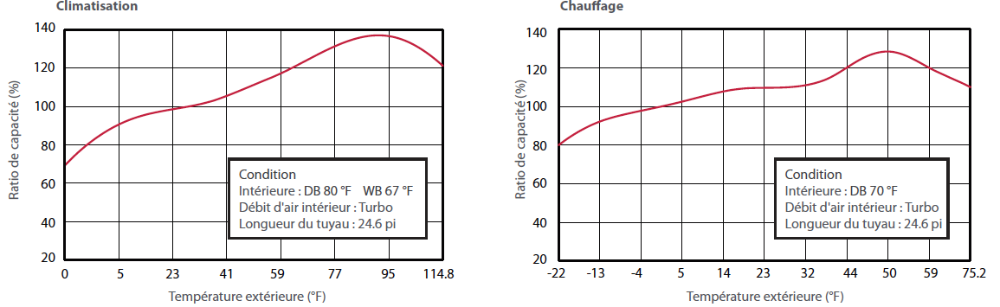 Climatisation
Ratio de capacité (%)
140
120
100
80
60
40
20
Condition
Intérieure : DB 80 °F WB 67 °F
Débit d'air intérieur : Turbo
Longueur du tuyau : 24.6 pi
0 5 23 41 59 77 95 114.8
Température extérieure (°F)
Chauffage
Ratio de capacité (%)
140
120
100
80
60
40
20
Condition
Intérieure : DB 70 °F
Débit d'air intérieur : Turbo
Longueur du tuyau : 24.6 pi
-22 -13 -4 5 14 23 32 44 50 59 75.2
Température extérieure (°F)